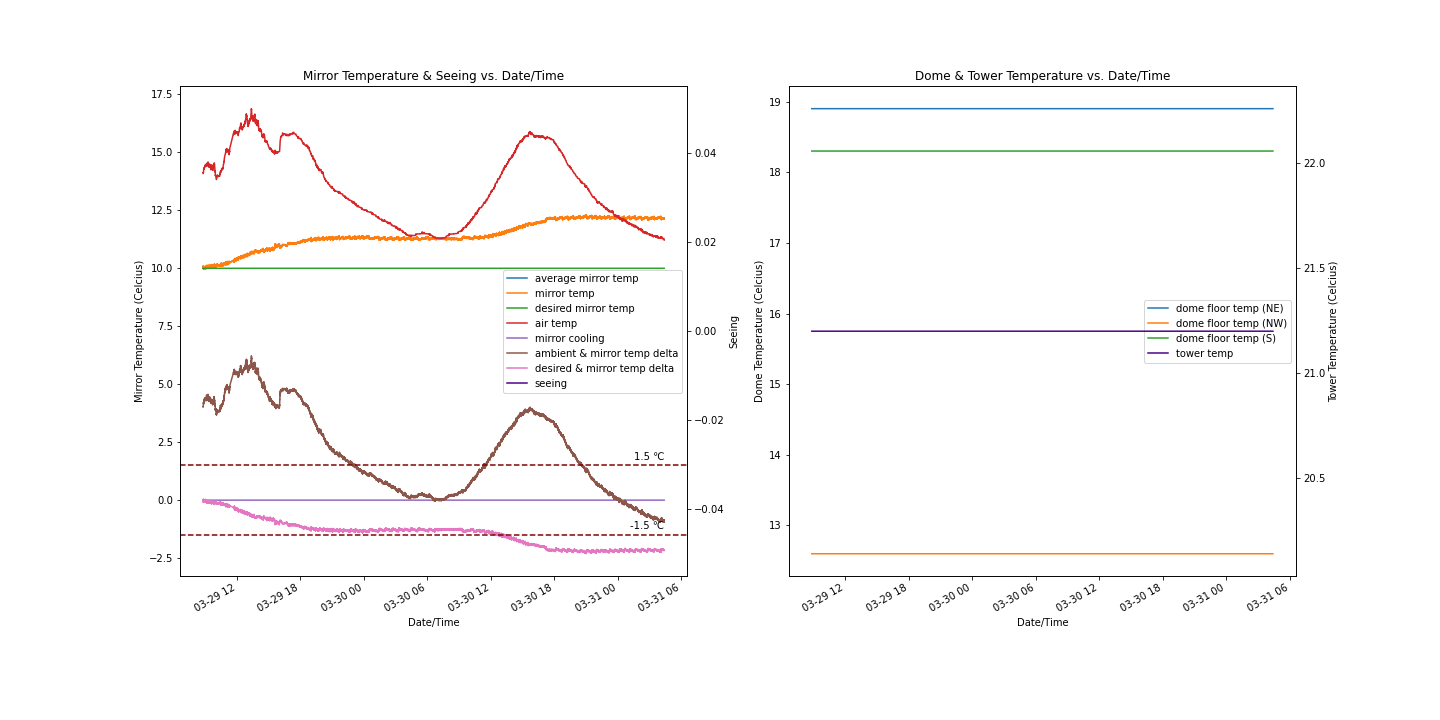 Mirror Temperature & Seeing vs. Date/Time
Mirror Temperature (Celcius)
17.5
15.0
12.5
10.0
7.5
5.0
2.5
0.0
−2.5
0.04
0.02
0.00
−0.02
−0.04
Seeing
average mirror temp
mirror temp
desired mirror temp
air temp
mirror cooling
ambient & mirror temp delta
desired & mirror temp delta
seeing
1.5 °C
-1.5 °C
03-29 12
03-29 18
03-30 00
03-30 06
03-30 12
03-30 18
03-31 00
03-31 06
Date/Time
Dome & Tower Temperature vs. Date/Time
Dome Temperature (Celcius)
19
18
17
16
15
14
13
22.0
21.5
21.0
20.5
Tower Temperature (Celcius)
dome floor temp (NE)
dome floor temp (NW)
dome floor temp (S)
tower temp
03-29 12
03-29 18
03-30 00
03-30 06
03-30 12
03-30 18
03-31 00
03-31 06
Date/Time